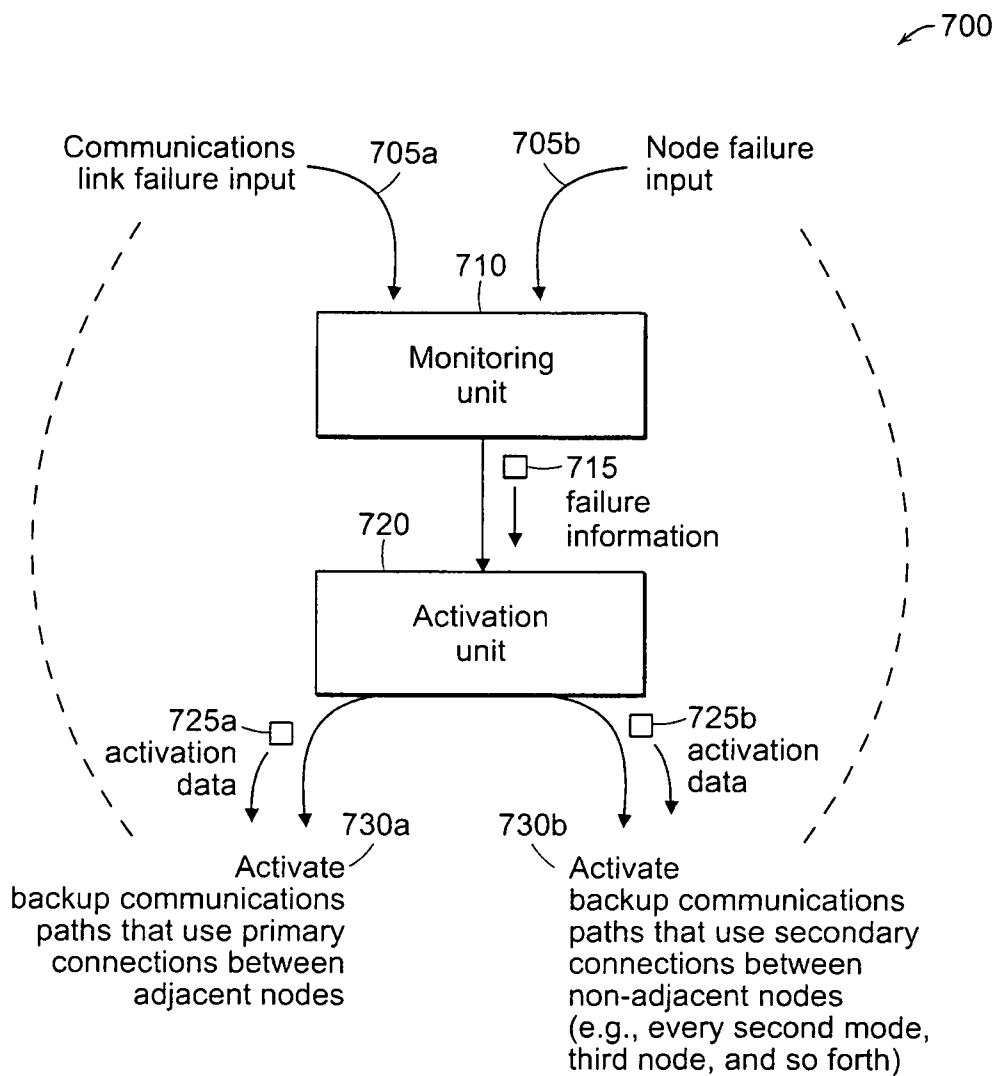 700
Communications
link failure input
705a
705b
Node failure
input
710
Monitoring
unit
715
failure
information
720
Activation
unit
725a
activation
data
725b
activation
data
730a
Activate
backup communications
paths that use primary
connections between
adjacent nodes
730b
Activate
backup communications
paths that use secondary
connections between
non-adjacent nodes
(e.g., every second mode,
third node, and so forth)